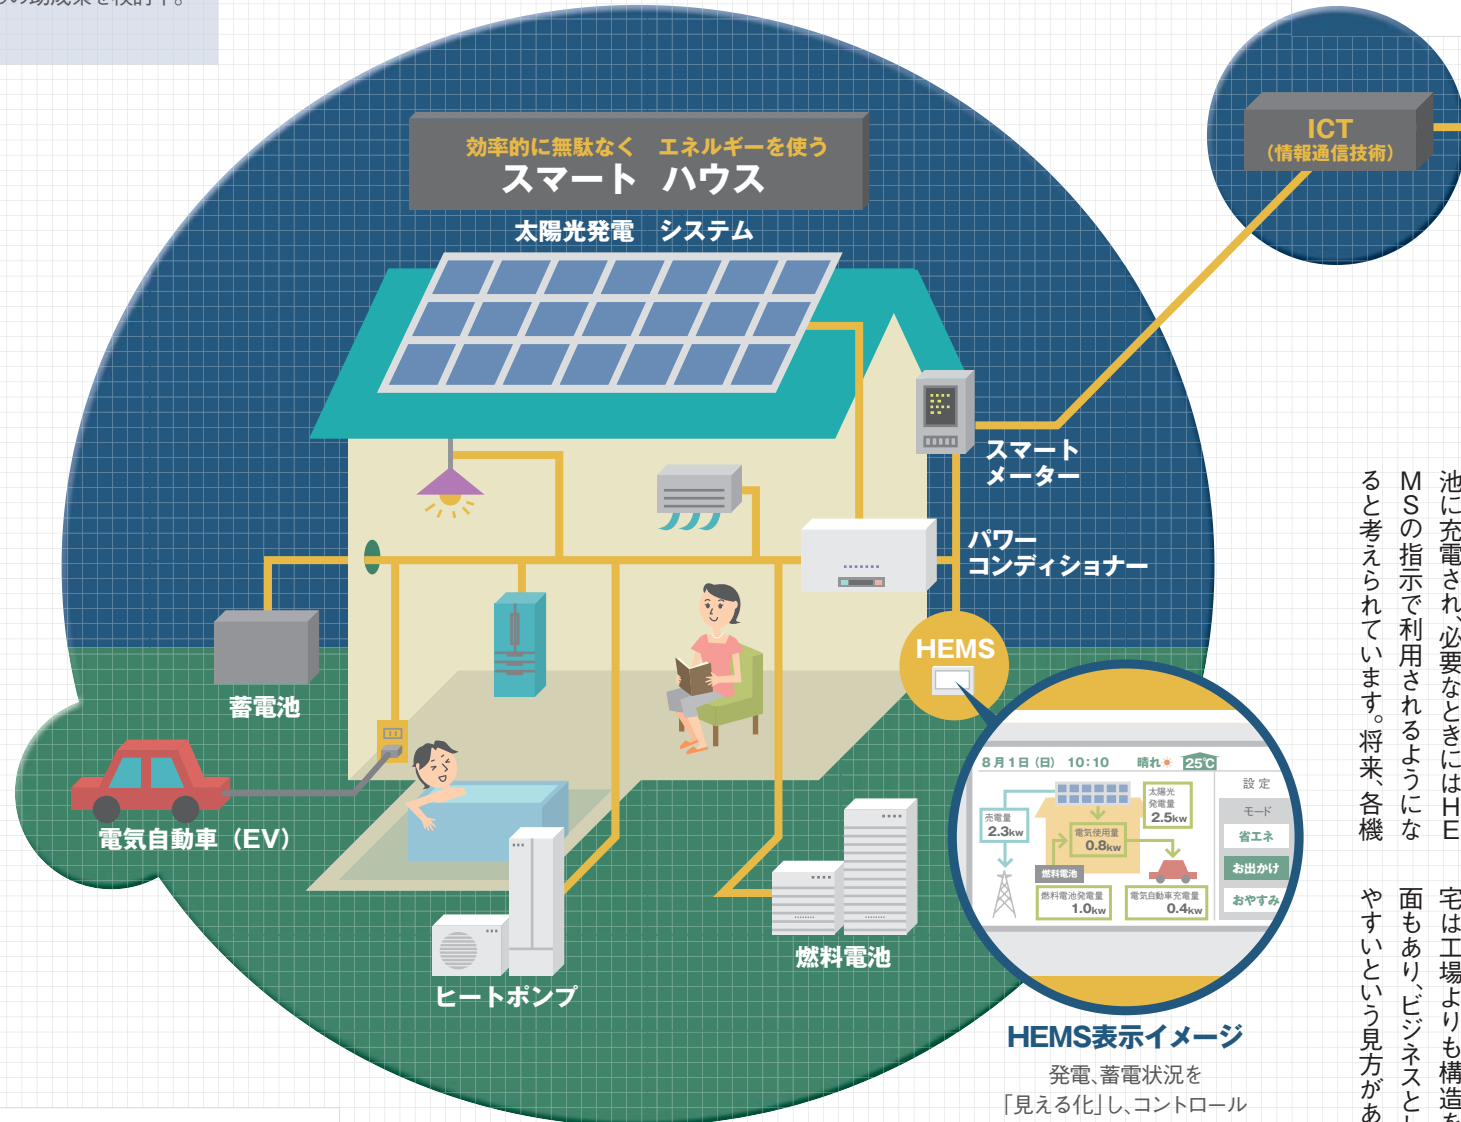 効率的に無駄なく　エネルギーを使う
スマート ハウス
太陽光発電　システム
ICT
（情報通信技術）
スマート
メーター
パワー
コンディショナー
HEMS
蓄電池
電気自動車（EV）
ヒートポンプ
燃料電池
8月1日（日） 10:10 晴れ 25℃
設定
モード
省エネ
お出かけ
おやすみ
太陽光
発電量
2.5kw
売電量
2.3kw
電気使用量
0.8kw
燃料電池
燃料電池発電量
1.0kw
電気自動車充電量
0.4kw
HEMS表示イメージ
発電、蓄電状況を
「見える化」し、コントロール
池に充電され、必要なときにはHE
MSの指示で利用されるようにな
ると考えられています。将来、各機
宅は工場よりも構造を
面もあり、ビジネスとし
やすいという見方があ